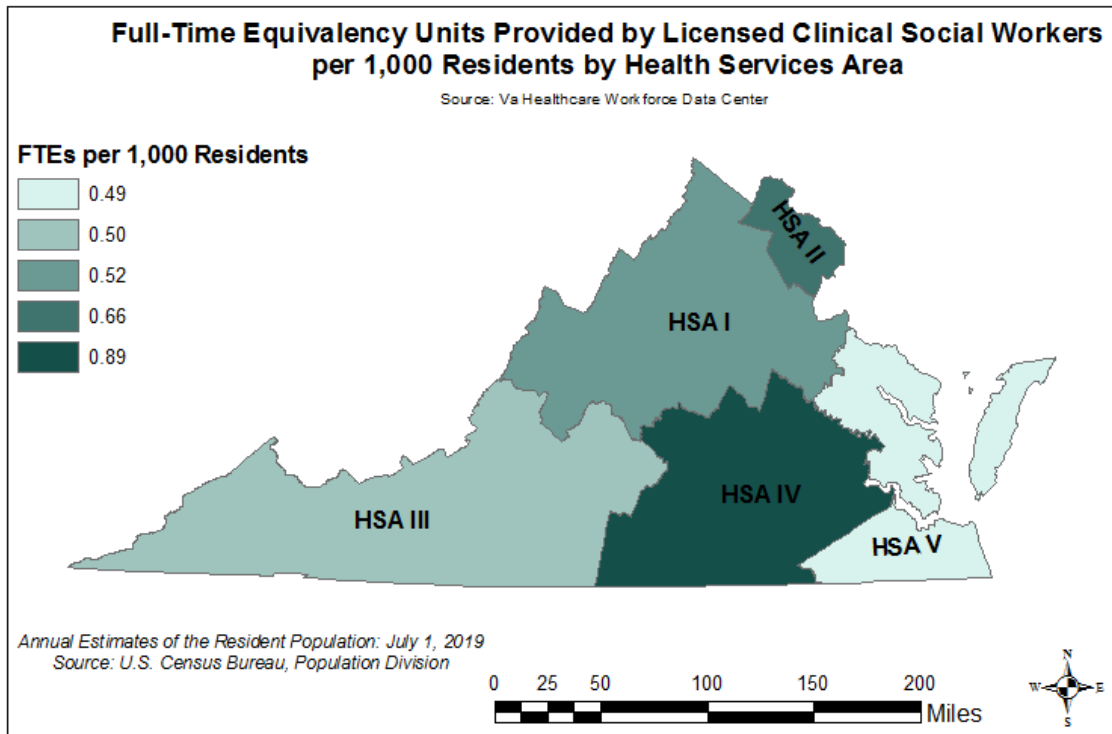 Full-Time Equivalency Units Provided by Licensed Clinical Social Workers
per 1,000 Residents by Health Services Area
Source: Va Healthcare Workforce Data Center
FTEs per 1,000 Residents
0.49
0.50
0.52
0.66
0.89
HSA II
HSA I
HSA IV
HSA III
HSA V
Annual Estimates of the Resident Population: July 1, 2019
Source: U.S. Census Bureau, Population Division
0 25 50 100 150 200
Miles
N
W E
S